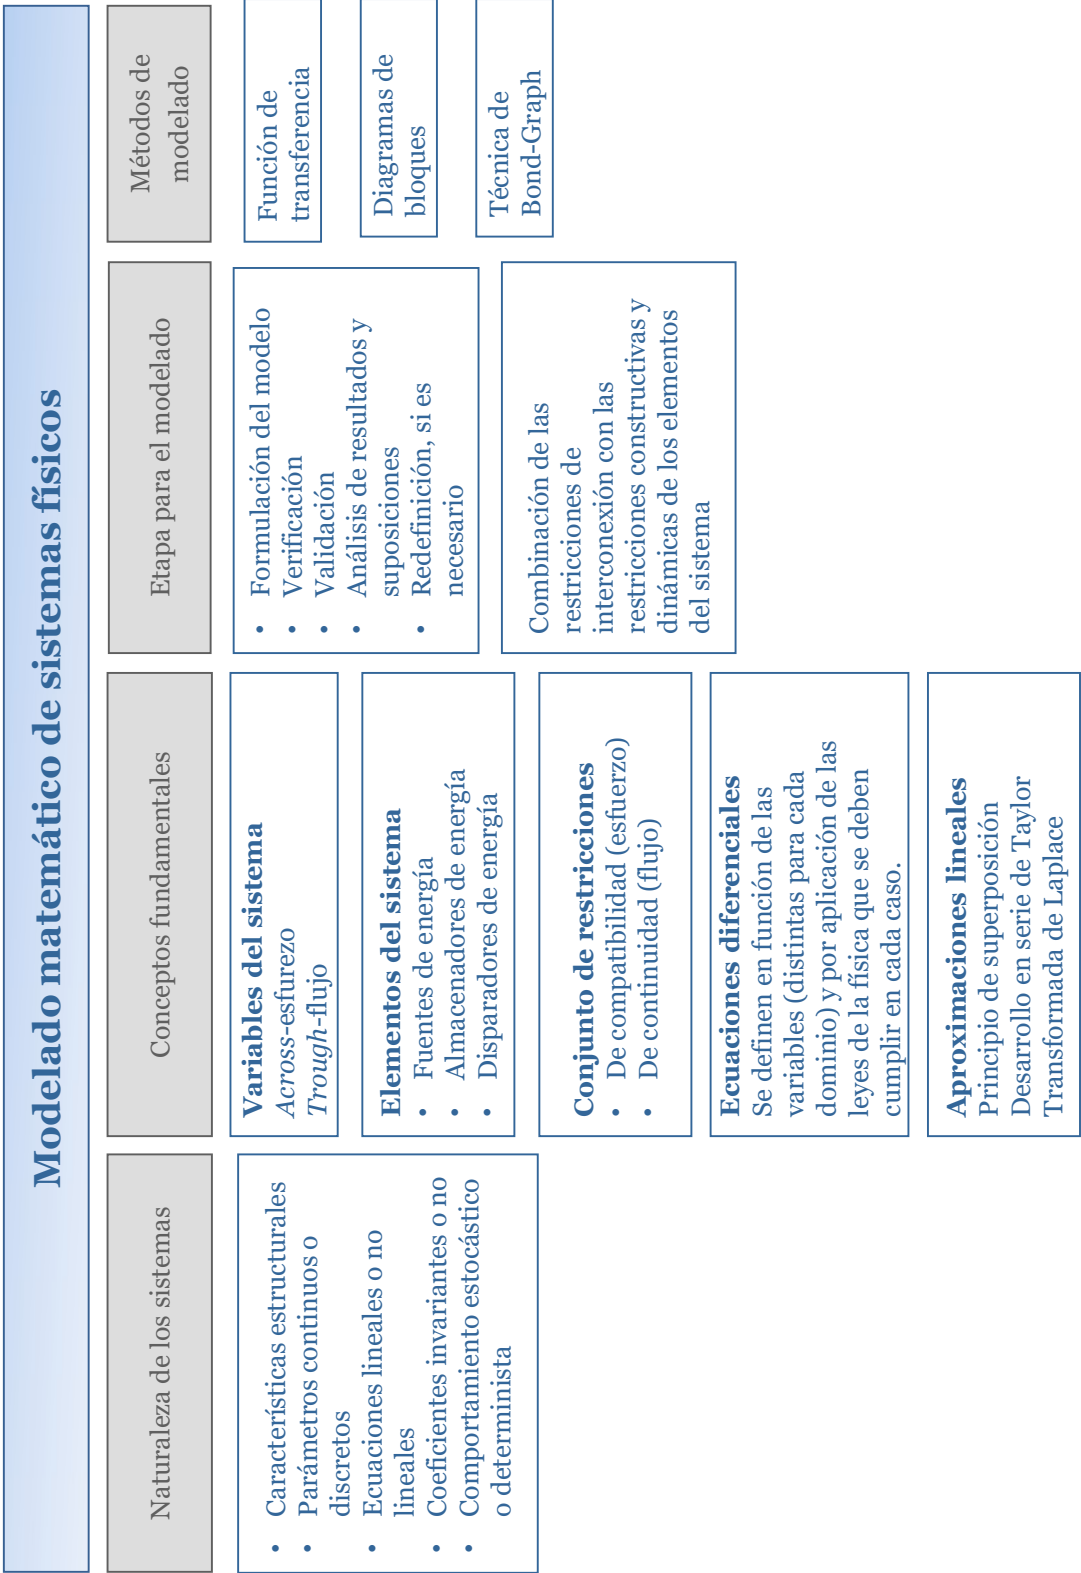 Modelado matemático de sistemas físicos
Naturaleza de los sistemas
• Características estructurales
• Parámetros continuos o
discretos
• Ecuaciones lineales o no
lineales
• Coeficientes invariantes o no
• Comportamiento estocástico
o determinista
Conceptos fundamentales
Variables del sistema
Across-esfurezo
Trough-flujo
Elementos del sistema
• Fuentes de energía
• Almacenadores de energía
• Disparadores de energía
Conjunto de restricciones
• De compatibilidad (esfuerzo)
• De continuidad (flujo)
Ecuaciones diferenciales
Se definen en función de las
variables (distintas para cada
dominio) y por aplicación de las
leyes de la física que se deben
cumplir en cada caso.
Aproximaciones lineales
Principio de superposición
Desarrollo en serie de Taylor
Transformada de Laplace
Etapa para el modelado
• Formulación del modelo
• Verificación
• Validación
• Análisis de resultados y
suposiciones
• Redefinición, si es
necesario
Combinación de las
restricciones de
interconexión con las
restricciones constructivas y
dinámicas de los elementos
del sistema
Métodos de
modelado
Función de
transferencia
Diagramas de
bloques
Técnica de
Bond-Graph